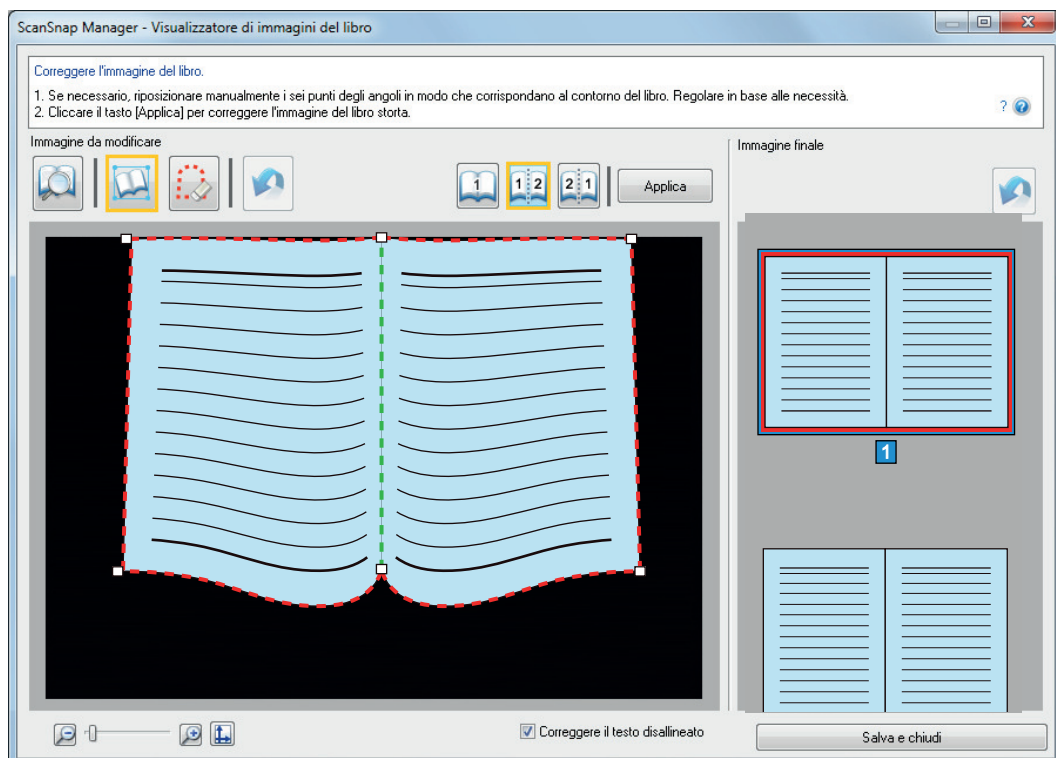 ScanSnap Manager - Visualizzatore di immagini del libro
Correggere l'immagine del libro.
1. Se necessario, riposizionare manualmente i sei punti degli angoli in modo che corrispondano al contorno del libro. Regolare in base alle necessità.
2. Cliccare il tasto [Applica] per correggere l'immagine del libro storta.
?
Immagine da modificare
Immagine finale
1
1 2
2 1
Applica
1
Correggere il testo disallineato
Salva e chiudi